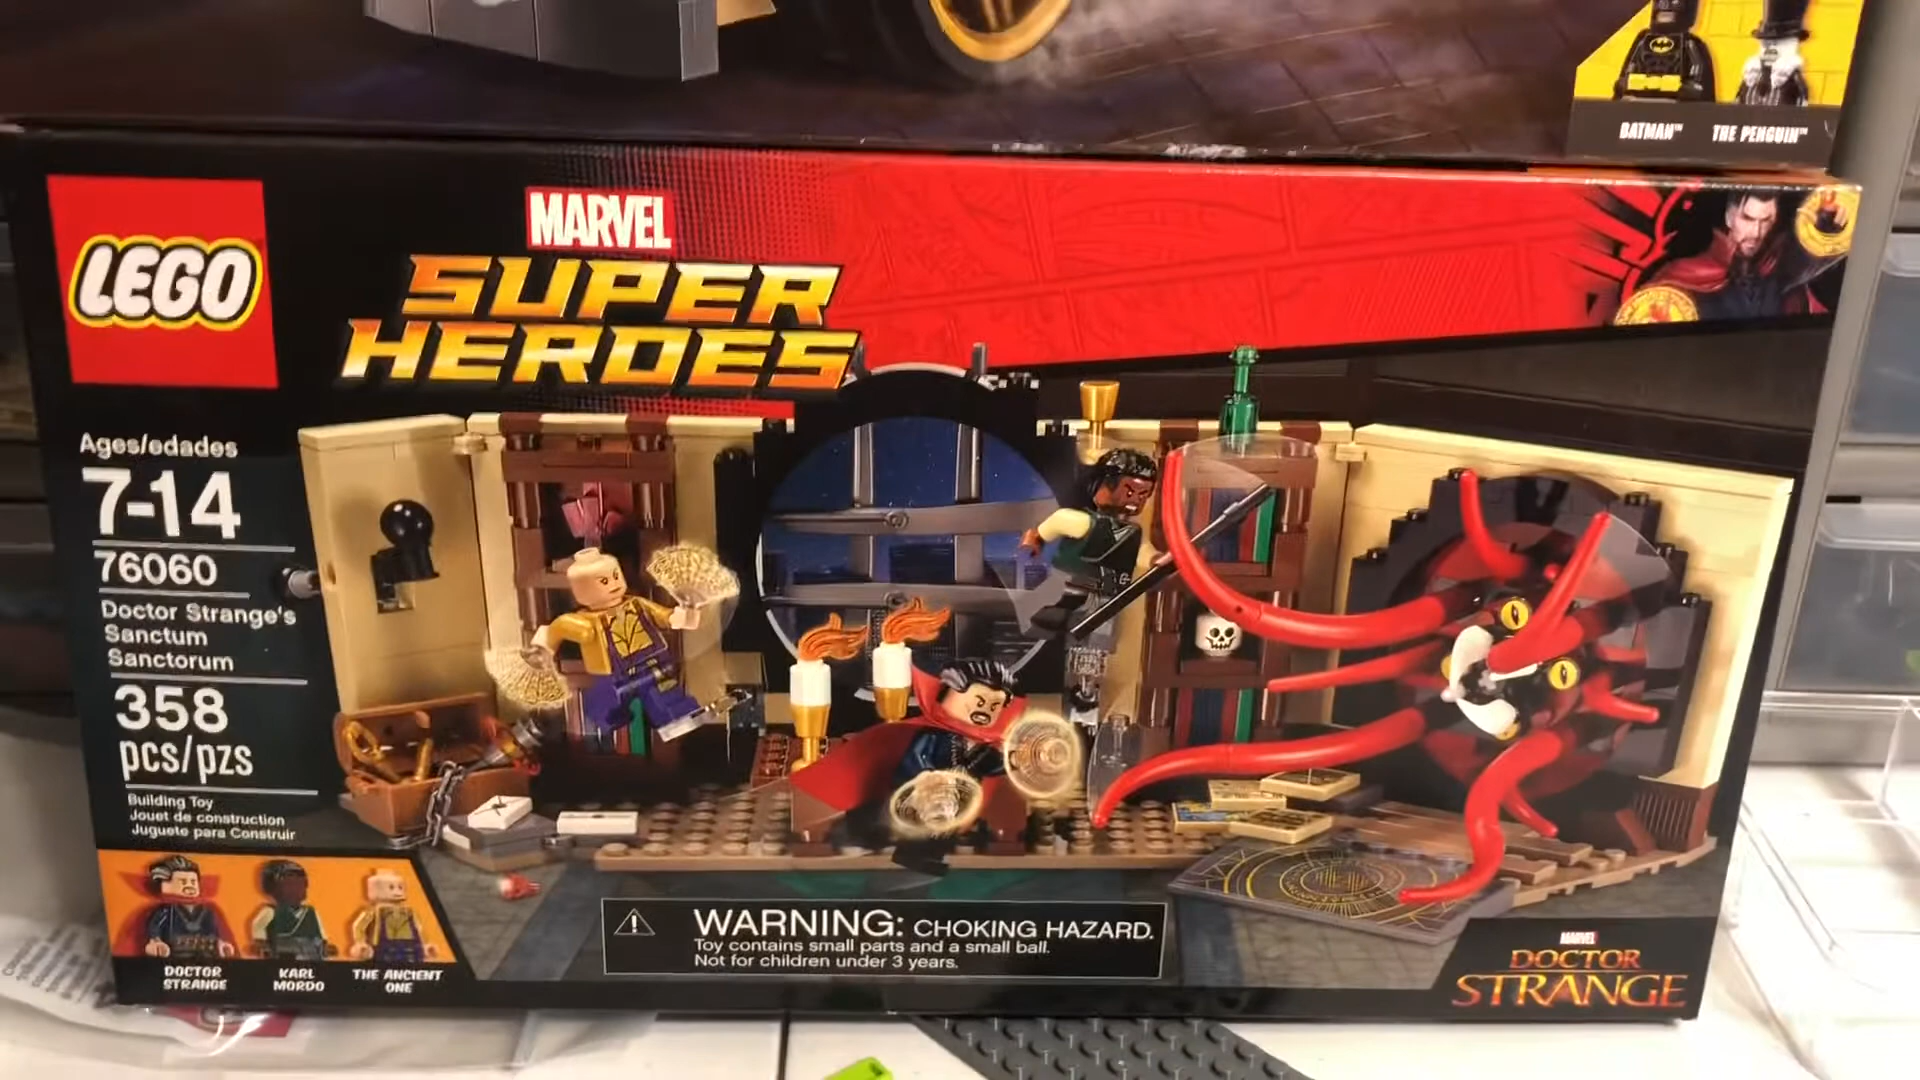 BATMAN™ THE PENGUIN™
LEGO
MARVEL
SUPER
HEROES
Ages/edades
7-14
76060
Doctor Strange's
Sanctum
Sanctorum
358
pcs/pzs
Building Toy
Jouet de construction
Juguete para Construir
DOCTOR
STRANGE
KARL
MORDO
THE ANCIENT
ONE
WARNING: CHOKING HAZARD.
Toy contains small parts and a small ball.
Not for children under 3 years.
MARVEL
DOCTOR
STRANGE